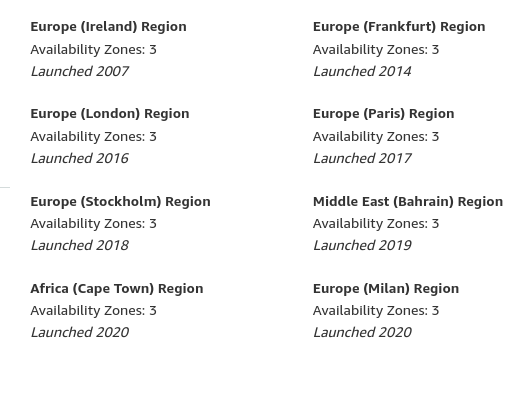 Europe (Ireland) Region
Availability Zones: 3
Launched 2007
Europe (Frankfurt) Region
Availability Zones: 3
Launched 2014
Europe (London) Region
Availability Zones: 3
Launched 2016
Europe (Paris) Region
Availability Zones: 3
Launched 2017
Europe (Stockholm) Region
Availability Zones: 3
Launched 2018
Middle East (Bahrain) Region
Availability Zones: 3
Launched 2019
Africa (Cape Town) Region
Availability Zones: 3
Launched 2020
Europe (Milan) Region
Availability Zones: 3
Launched 2020